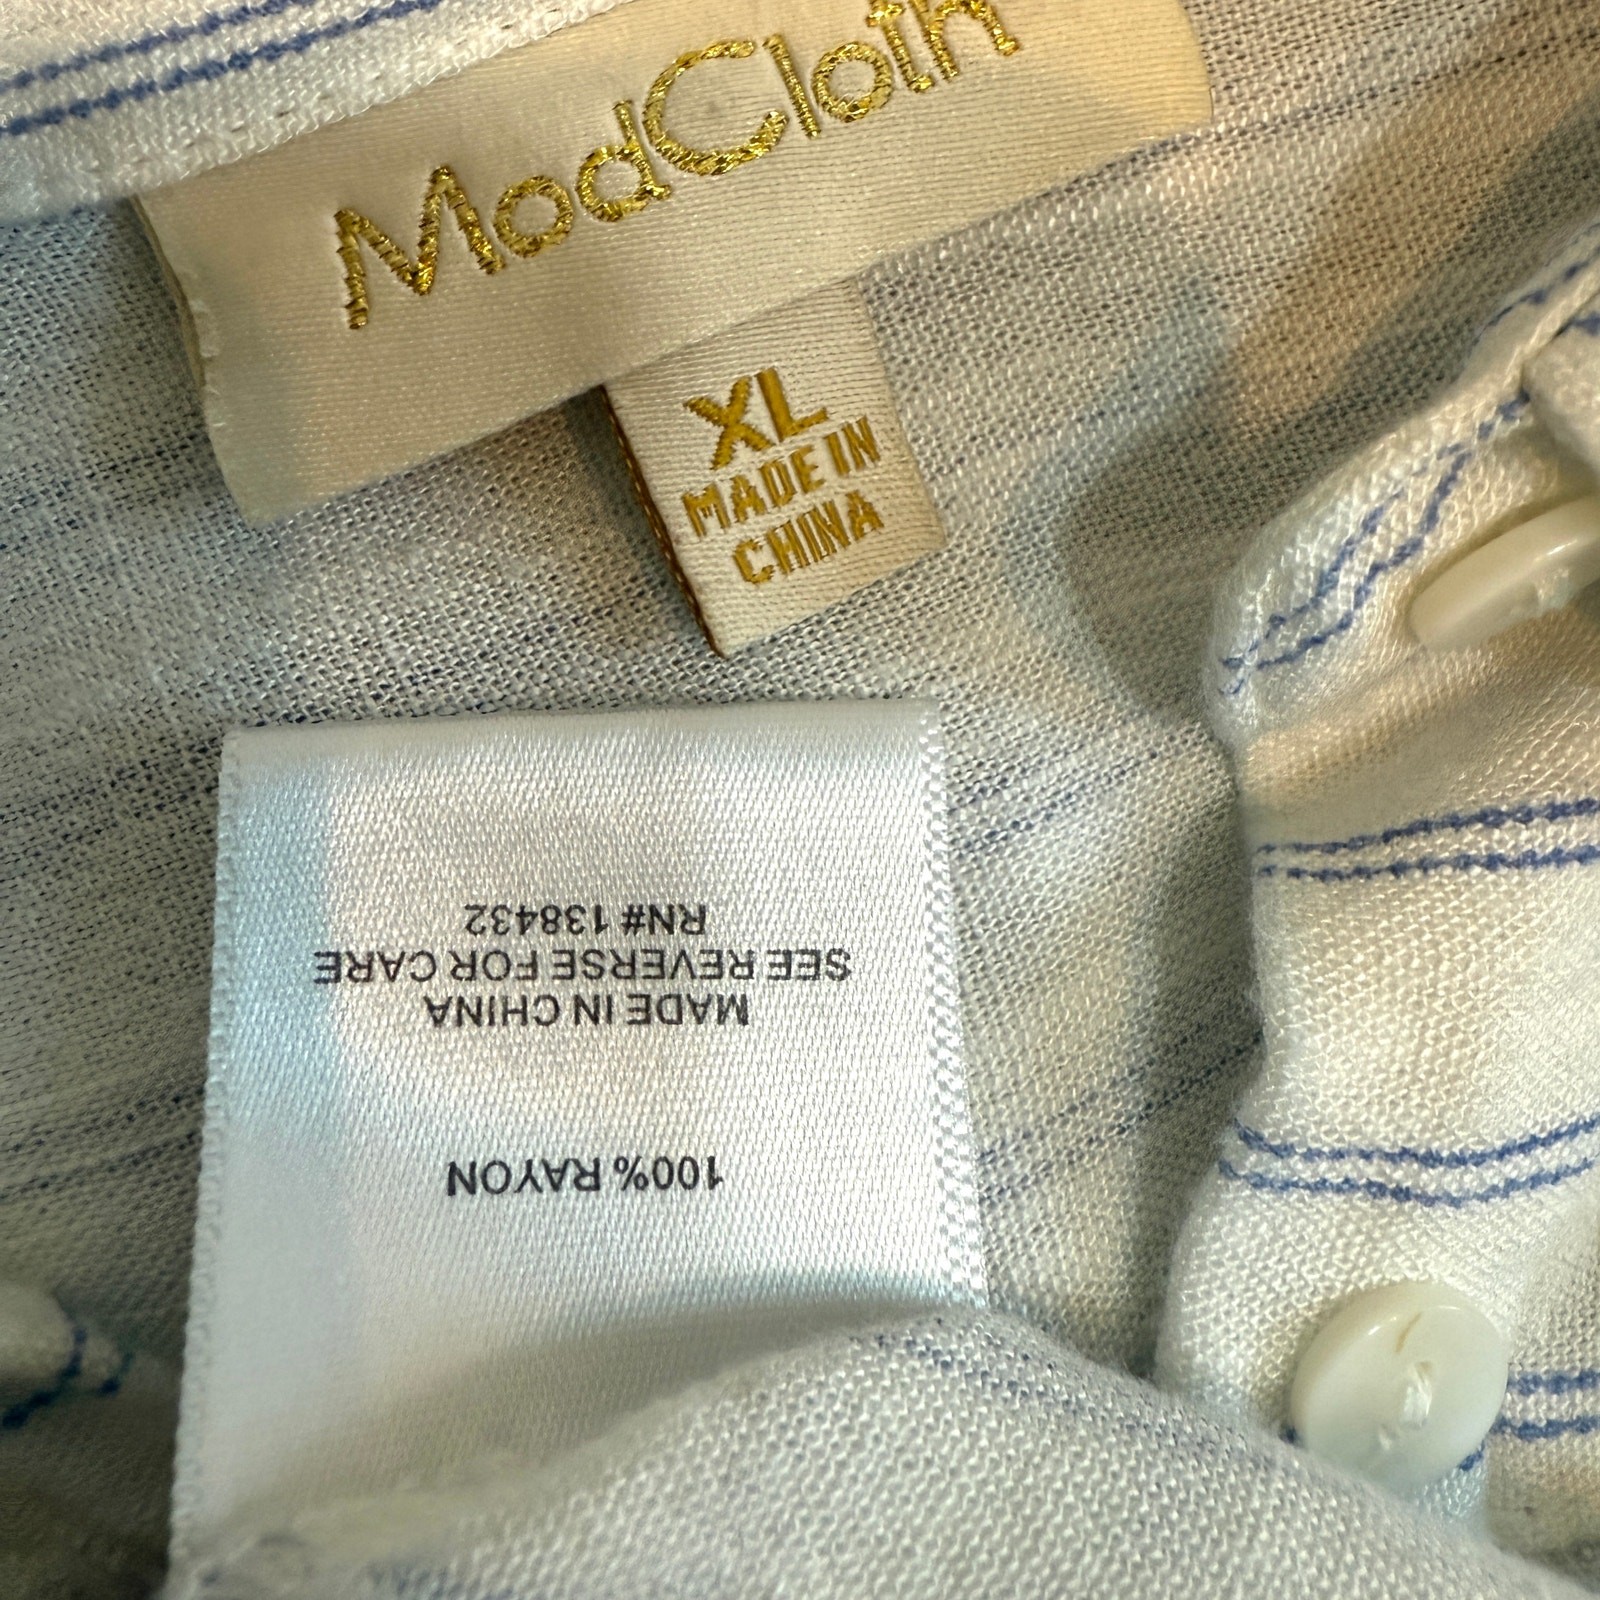 ModCloth
XL
MADE IN
CHINA
100% RAYON
MADE IN CHINA
SEE REVERSE FOR CARE
RN# 138432